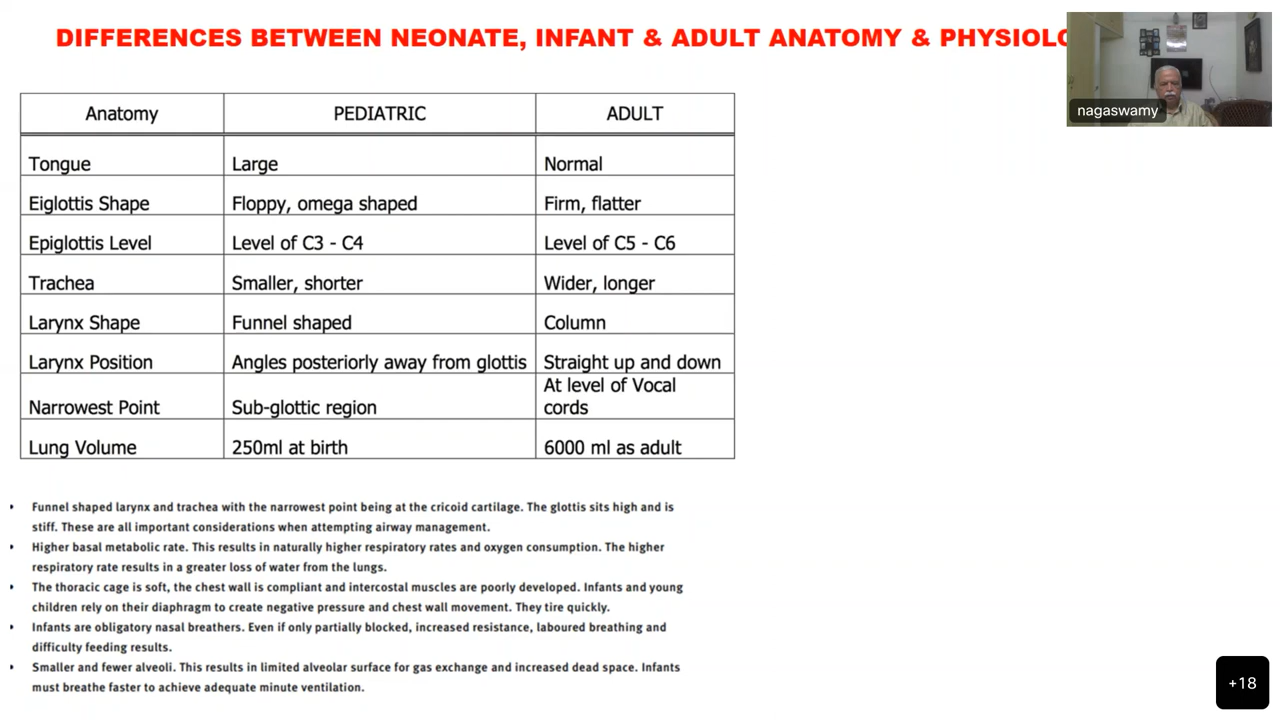 DIFFERENCES BETWEEN NEONATE, INFANT & ADULT ANATOMY & PHYSIOLO
nagaswamy
Anatomy PEDIATRIC ADULT
Tongue Large Normal
Eiglottis Shape Floppy, omega shaped Firm, flatter
Epiglottis Level Level of C3 - C4 Level of C5 - C6
Trachea Smaller, shorter Wider, longer
Larynx Shape Funnel shaped Column
Larynx Position Angles posteriorly away from glottis Straight up and down
Narrowest Point Sub-glottic region At level of Vocal
cords
Lung Volume 250ml at birth 6000 ml as adult
Funnel shaped larynx and trachea with the narrowest point being at the cricoid cartilage. The glottis sits high and is
stiff. These are all important considerations when attempting airway management.
Higher basal metabolic rate. This results in naturally higher respiratory rates and oxygen consumption. The higher
respiratory rate results in a greater loss of water from the lungs.
The thoracic cage is soft, the chest wall is compliant and intercostal muscles are poorly developed. Infants and young
children rely on their diaphragm to create negative pressure and chest wall movement. They tire quickly.
Infants are obligatory nasal breathers. Even if only partially blocked, increased resistance, laboured breathing and
difficulty feeding results.
Smaller and fewer alveoli. This results in limited alveolar surface for gas exchange and increased dead space. Infants
must breathe faster to achieve adequate minute ventilation.
+18